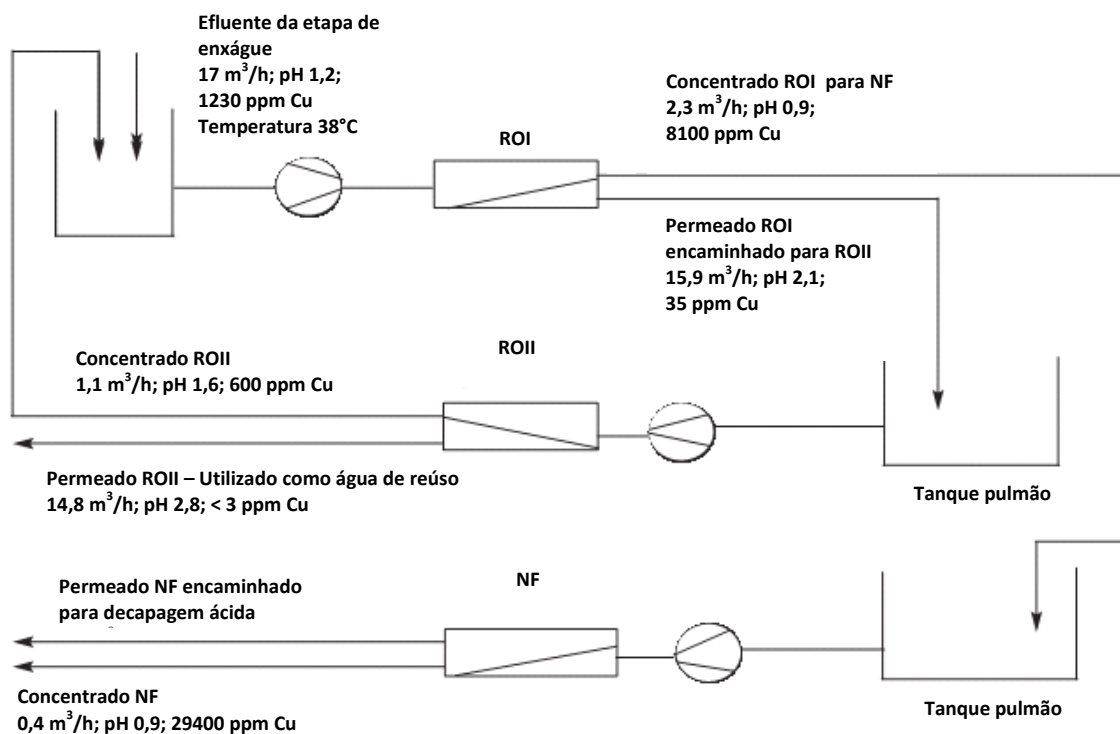 Efluente da etapa de
enxágue
17 m³/h; pH 1,2;
1230 ppm Cu
Temperatura 38°C
ROI
Concentrado ROI para NF
2,3 m³/h; pH 0,9;
8100 ppm Cu
Permeado ROI
encaminhado para ROII
15,9 m³/h; pH 2,1;
35 ppm Cu
Concentrado ROII
1,1 m³/h; pH 1,6; 600 ppm Cu
ROII
Permeado ROII – Utilizado como água de reúso
14,8 m³/h; pH 2,8; < 3 ppm Cu
Tanque pulmão
Permeado NF encaminhado
para decapagem ácida
NF
Concentrado NF
0,4 m³/h; pH 0,9; 29400 ppm Cu
Tanque pulmão